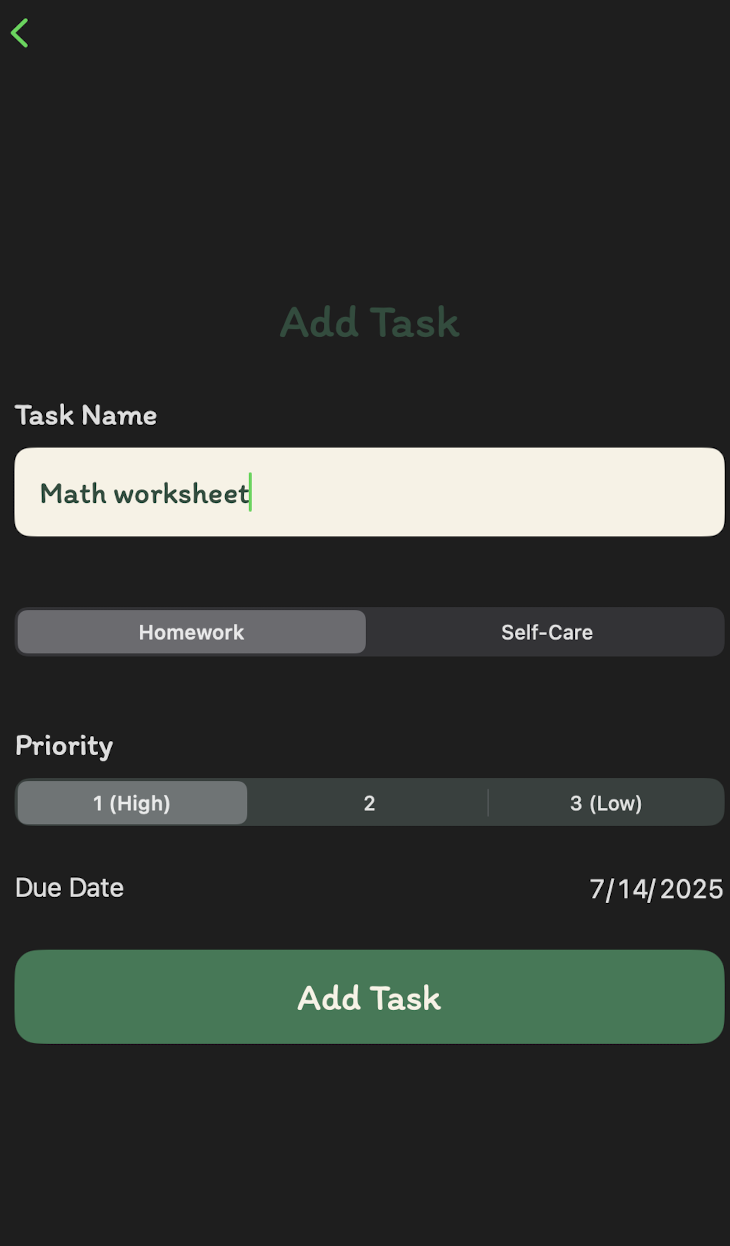 Add Task
Task Name
Math worksheet
Homework Self-Care
Priority
1 (High) 2 3 (Low)
Due Date 7/14/2025
Add Task